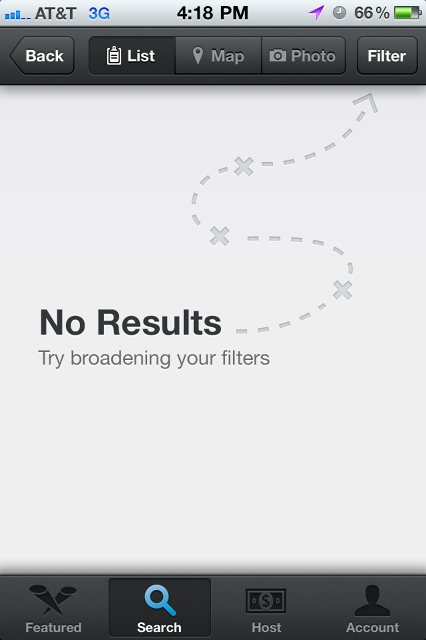 AT&T 3G 4:18 PM 66%
Back List Map Photo Filter
No Results
Try broadening your filters
Featured Search Host Account